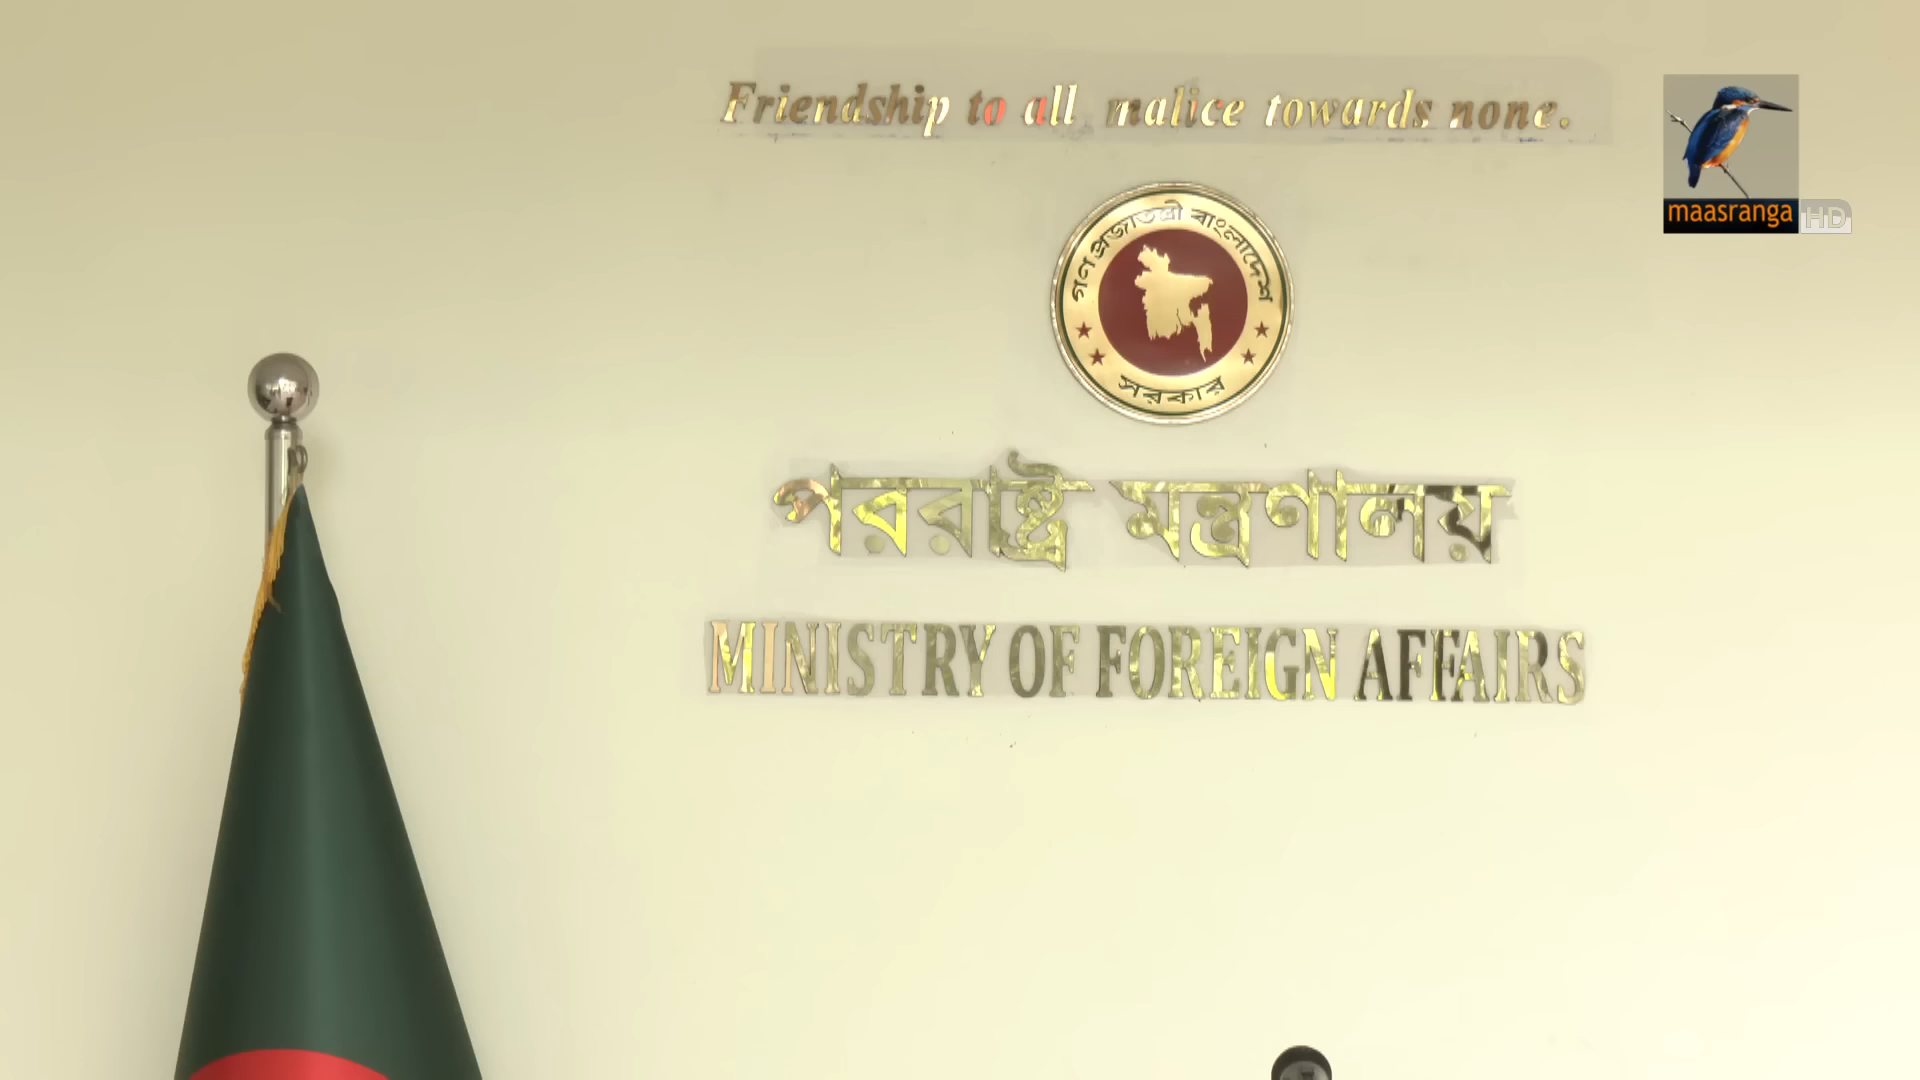 Friendship to all malice towards none.
maasranga HD
গণপ্রজাতন্ত্রী বাংলাদেশ
সরকার
পররাষ্ট্র মন্ত্রণালয়
MINISTRY OF FOREIGN AFFAIRS